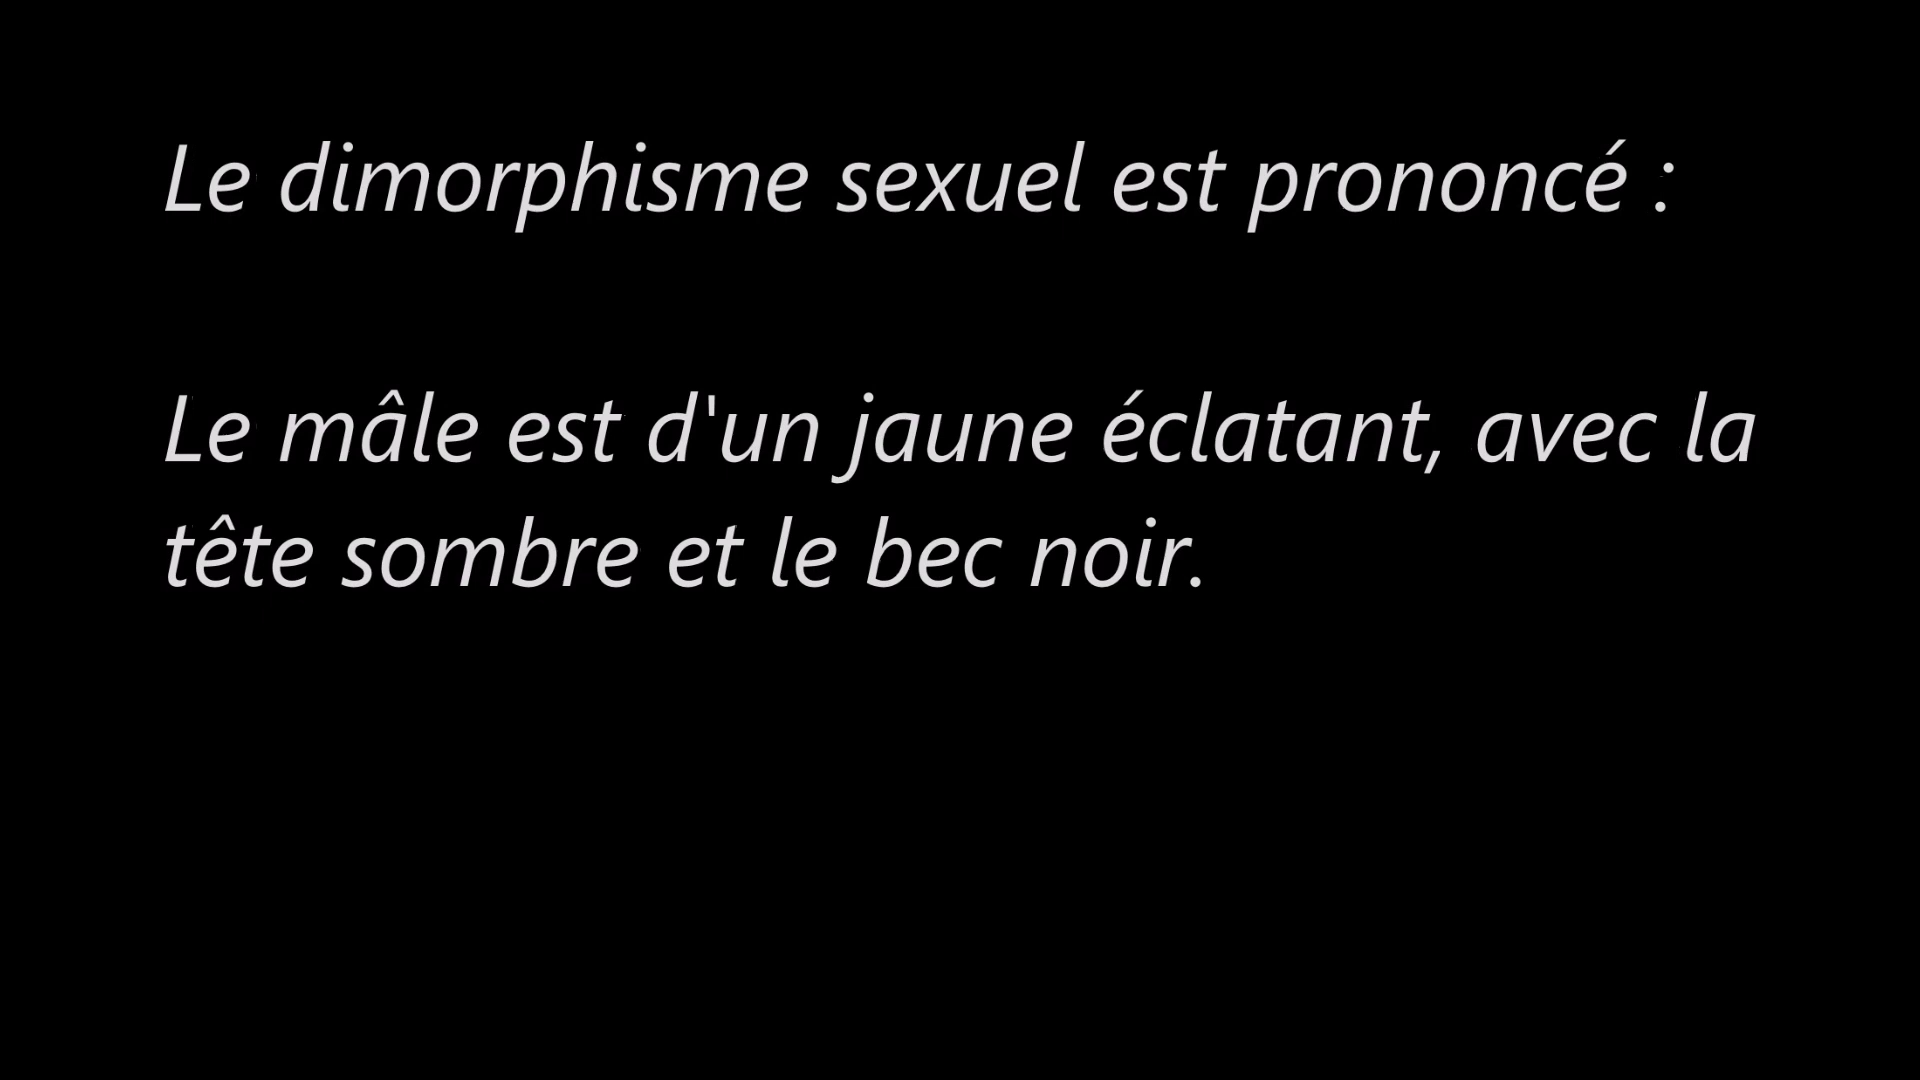 Le dimorphisme sexuel est prononcé :
Le mâle est d'un jaune éclatant, avec la
tête sombre et le bec noir.